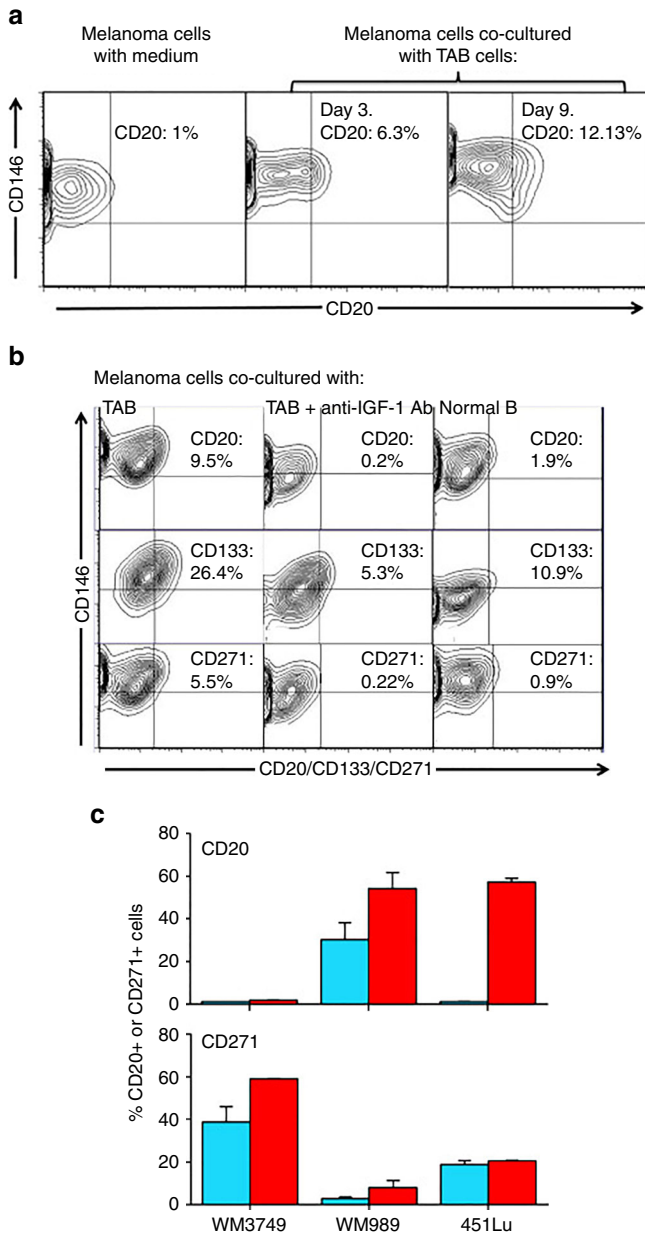 a
Melanoma cells
with medium
Melanoma cells co-cultured
with TAB cells:
CD20: 1%
Day 3.
CD20: 6.3%
Day 9.
CD20: 12.13%
CD146
CD20
b
Melanoma cells co-cultured with:
TAB
TAB + anti-IGF-1 Ab Normal B
CD20:
9.5%
CD20:
0.2%
CD20:
1.9%
CD133:
26.4%
CD133:
5.3%
CD133:
10.9%
CD271:
5.5%
CD271:
0.22%
CD271:
0.9%
CD146
CD20/CD133/CD271
c
% CD20+ or CD271+ cells
80
60
40
20
0
CD20
80
60
40
20
0
CD271
WM3749 WM989 451Lu